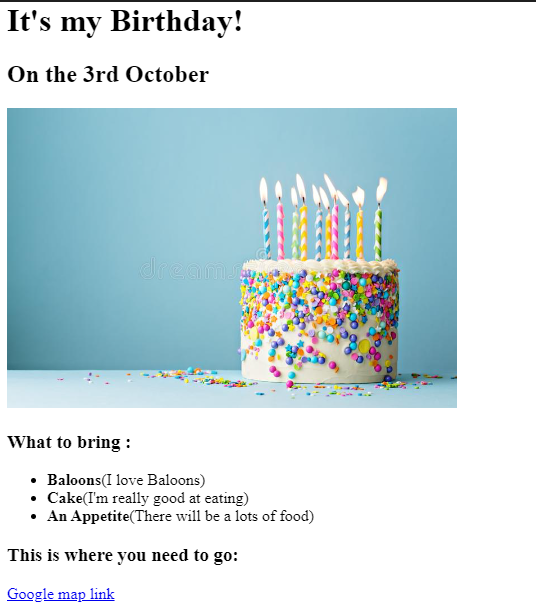 It's my Birthday!
On the 3rd October
dreamstime
What to bring :
Baloons(I love Baloons)
Cake(I'm really good at eating)
An Appetite(There will be a lots of food)
This is where you need to go:
Google map link